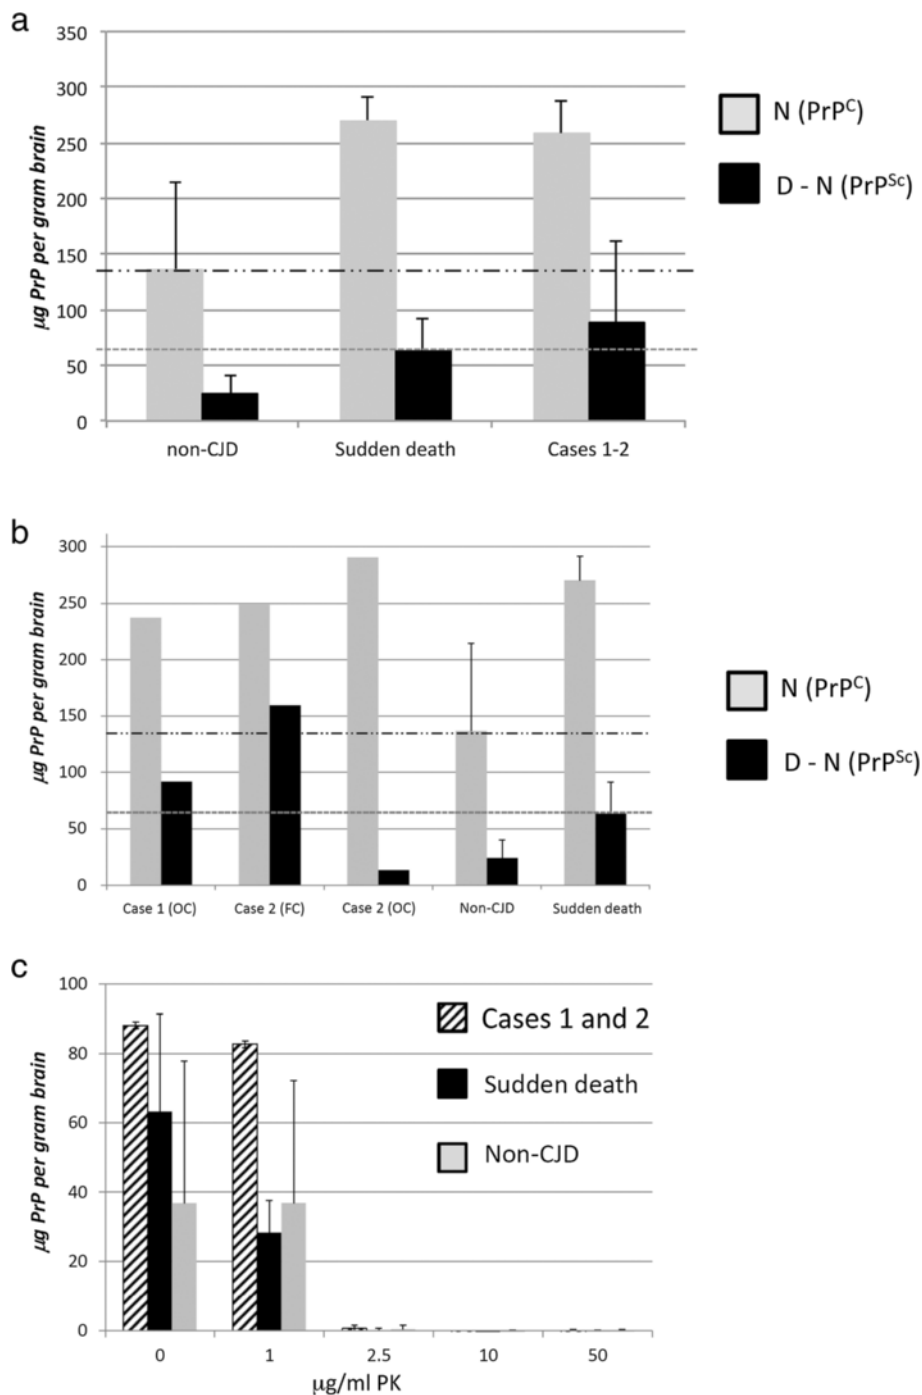 a
350
300
250
200
150
100
50
0
µg PrP per gram brain
non-CJD Sudden death Cases 1-2
N (PrPᶜ)
D - N (PrPˢᶜ)
b
300
250
200
150
100
50
0
µg PrP per gram brain
Case 1 (OC) Case 2 (FC) Case 2 (OC) Non-CJD Sudden death
N (PrPᶜ)
D - N (PrPˢᶜ)
c
100
80
60
40
20
0
µg PrP per gram brain
Cases 1 and 2
Sudden death
Non-CJD
0 1 2.5 10 50
µg/ml PK